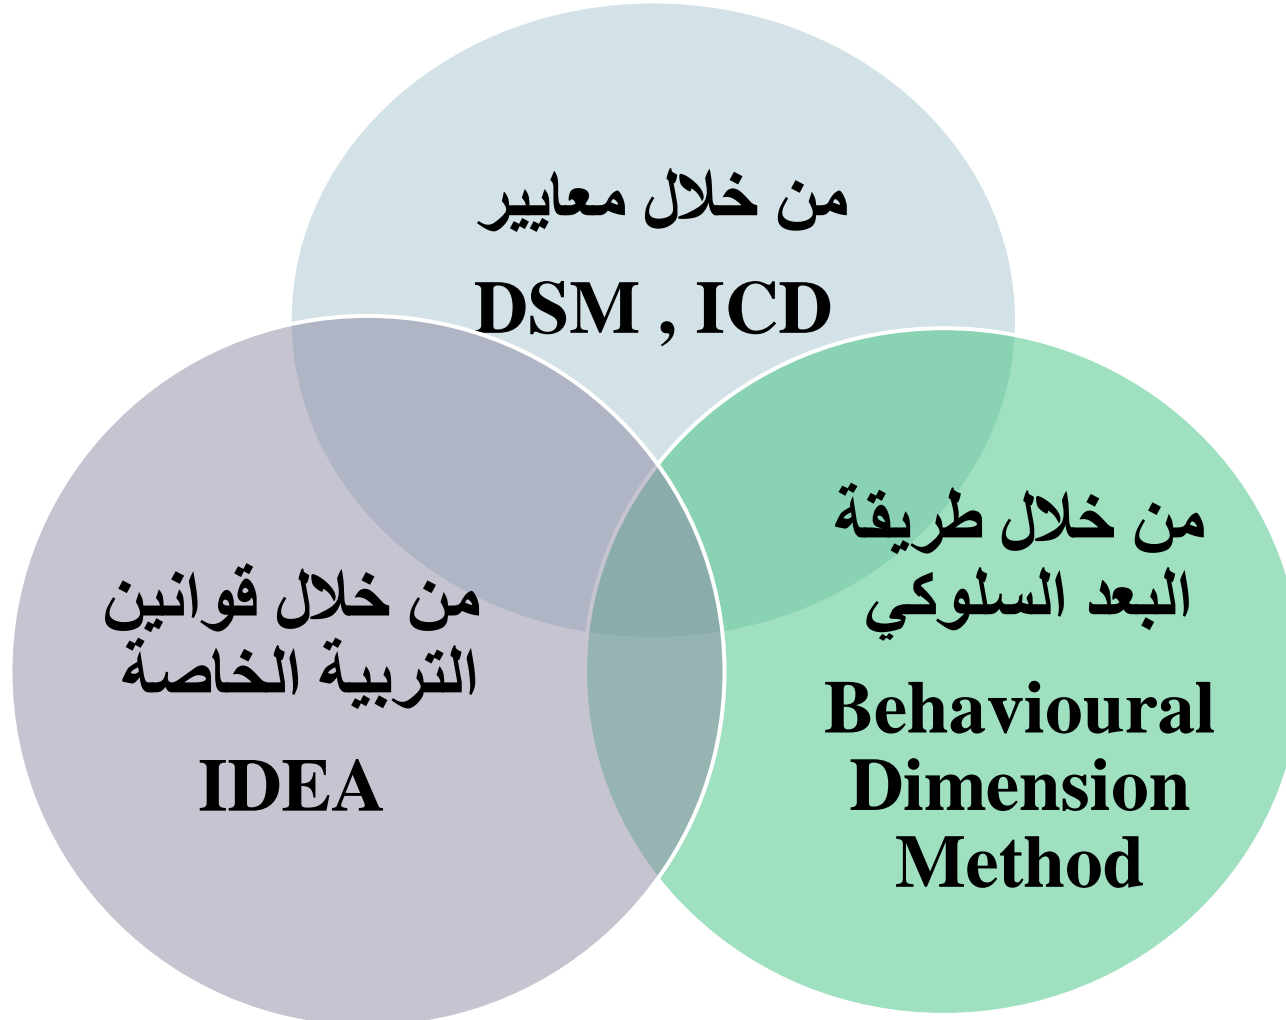 من خلال معايير
DSM , ICD
من خلال طريقة
البعد السلوكي
Behavioural
Dimension
Method
من خلال قوانين
التربية الخاصة
IDEA